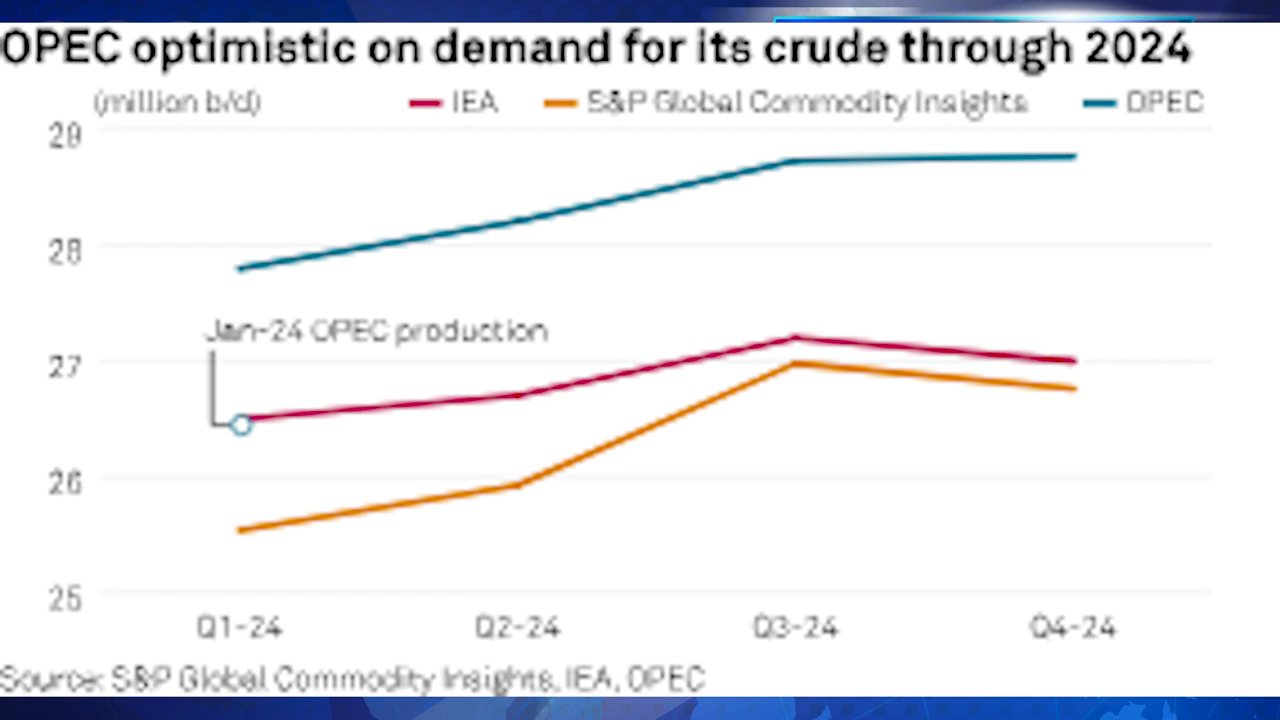 OPEC optimistic on demand for its crude through 2024
(million b/d) IEA S&P Global Commodity Insights OPEC
29
28
Jan-24 OPEC production
27
26
25
Q1-24 Q2-24 Q3-24 Q4-24
Source: S&P Global Commodity Insights, IEA, OPEC